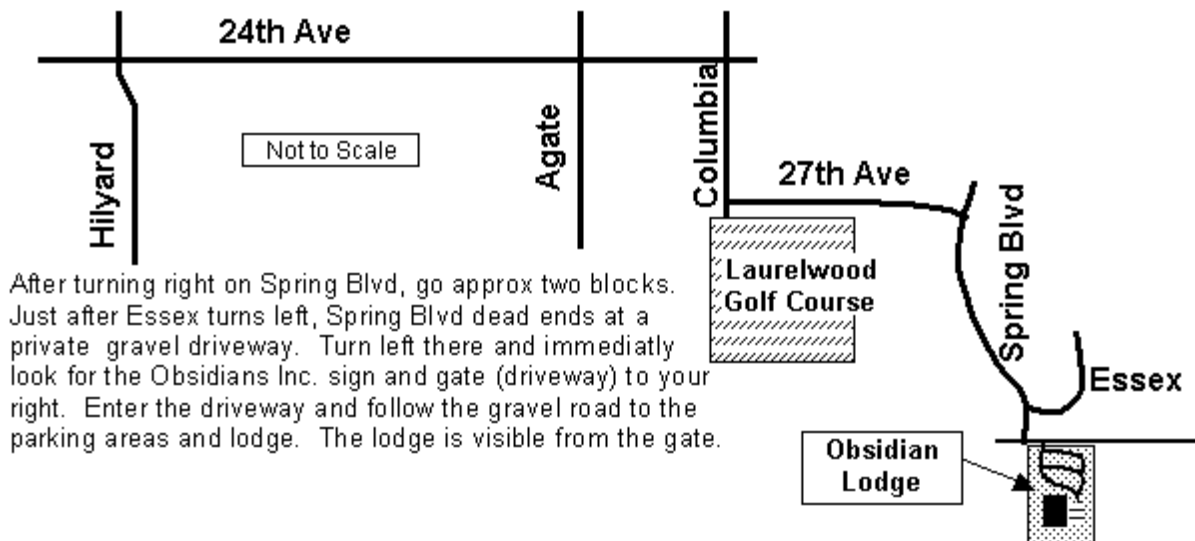 24th Ave
Hilyard
Not to Scale
Agate
Columbia
27th Ave
Spring Blvd
Laurelwood
Golf Course
After turning right on Spring Blvd, go approx two blocks.
Just after Essex turns left, Spring Blvd dead ends at a
private gravel driveway. Turn left there and immediatly
look for the Obsidians Inc. sign and gate (driveway) to your
right. Enter the driveway and follow the gravel road to the
parking areas and lodge. The lodge is visible from the gate.
Essex
Obsidian
Lodge